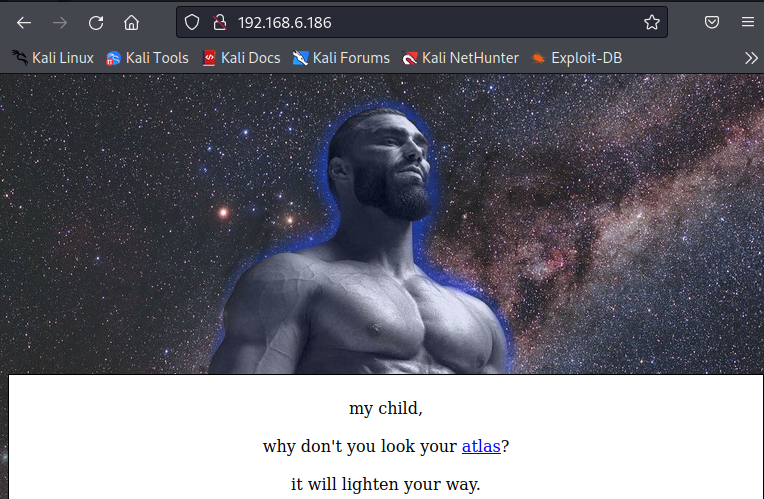 192.168.6.186
Kali Linux Kali Tools Kali Docs Kali Forums Kali NetHunter Exploit-DB
my child,
why don't you look your atlas?
it will lighten your way.